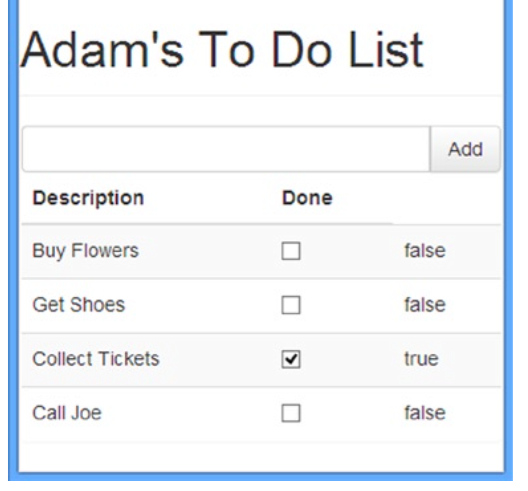 Adam's To Do List
Add
Description Done
Buy Flowers false
Get Shoes false
Collect Tickets true
Call Joe false